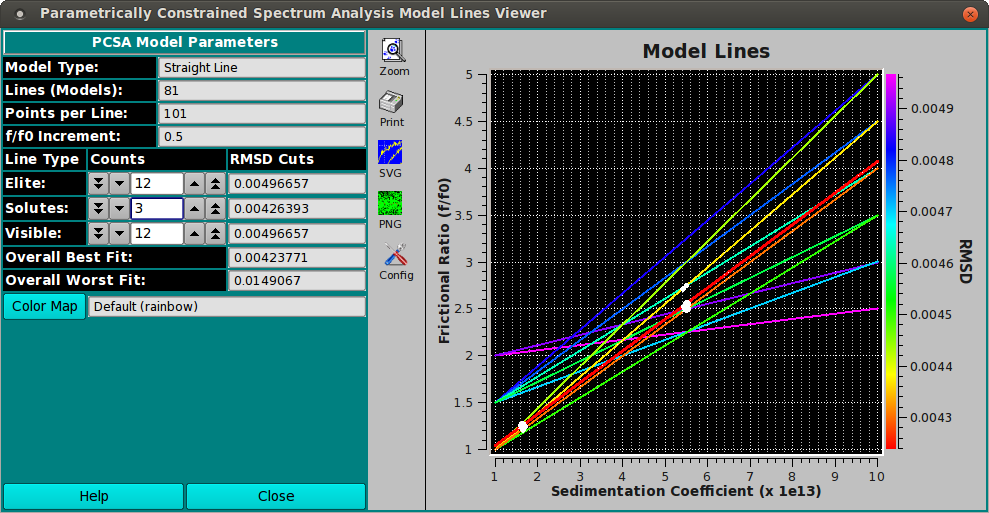 Parametrically Constrained Spectrum Analysis Model Lines Viewer
PCSA Model Parameters
Model Type: Straight Line
Lines (Models): 81
Points per Line: 101
f/f0 Increment: 0.5
Line Type Counts RMSD Cuts
Elite: 12 0.00496657
Solutes: 3 0.00426393
Visible: 12 0.00496657
Overall Best Fit: 0.00423771
Overall Worst Fit: 0.0149067
Color Map Default (rainbow)
Help Close
Zoom
Print
SVG
PNG
Config
Model Lines
Frictional Ratio (f/f0)
5
4.5
4
3.5
3
2.5
2
1.5
1
1 2 3 4 5 6 7 8 9 10
Sedimentation Coefficient (x 1e13)
0.0049
0.0048
0.0047
0.0046
0.0045
0.0044
0.0043
RMSD